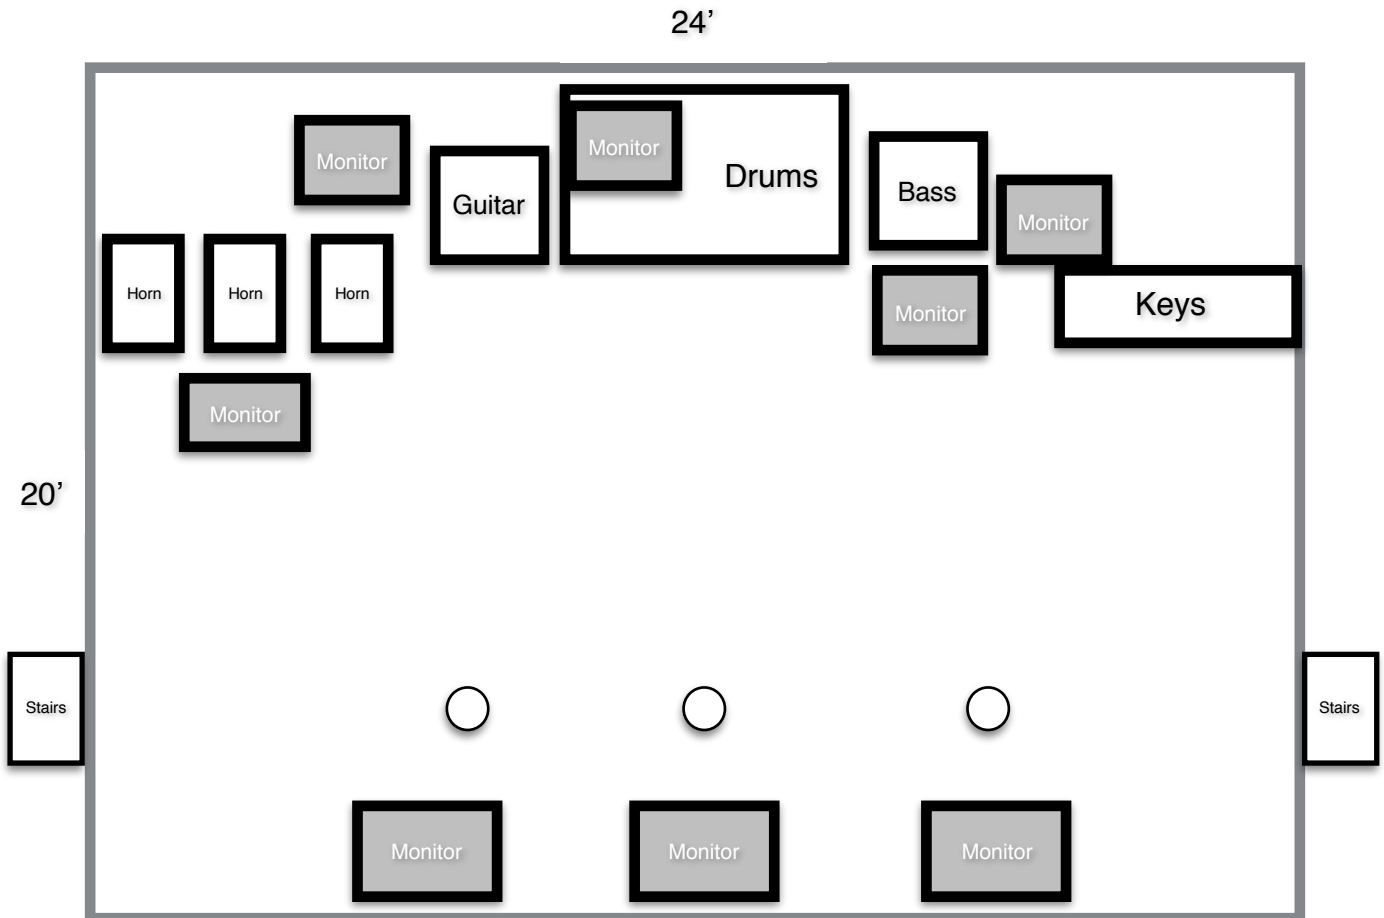 24’
Monitor
Monitor
Drums
Guitar
Bass
Monitor
Horn
Horn
Horn
Monitor
Keys
Monitor
20’
Stairs
Stairs
Monitor
Monitor
Monitor